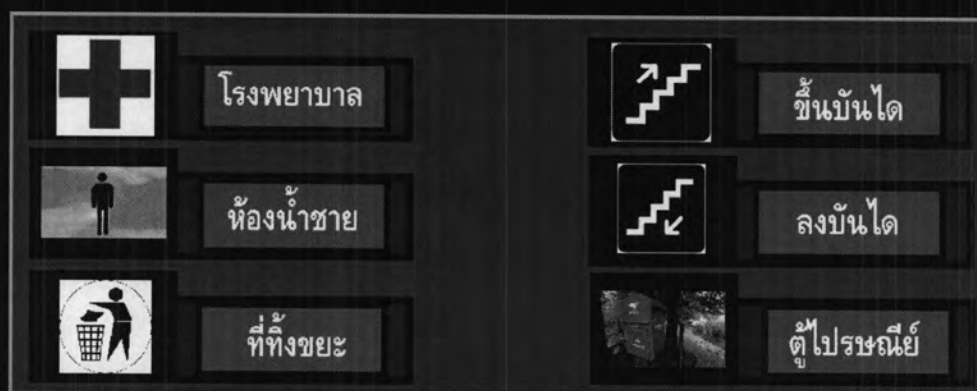 โรงพยาบาล
ขึ้นบันได
ห้องน้ำชาย
ลงบันได
ที่ทิ้งขยะ
ตู้ไปรษณีย์